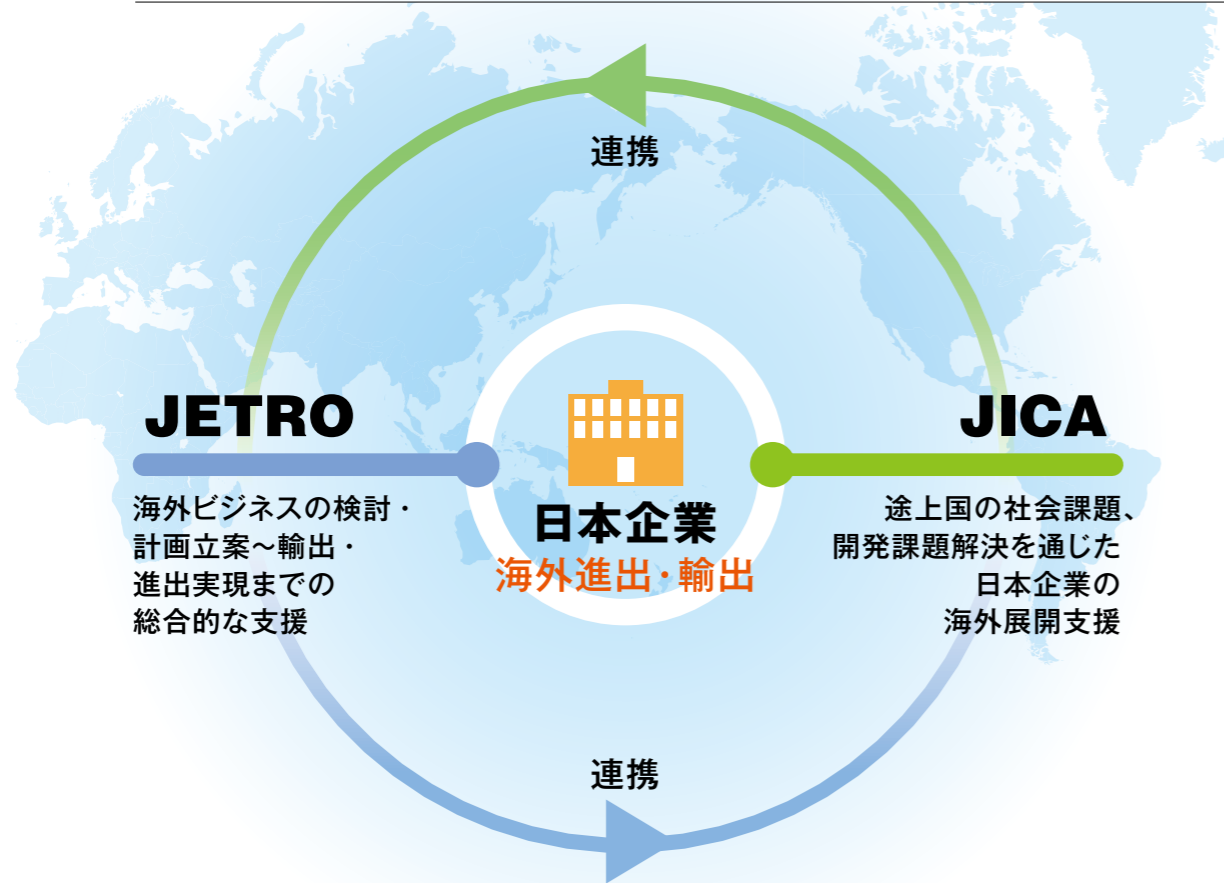 連携
JETRO
海外ビジネスの検討・
計画立案～輸出・
進出実現までの
総合的な支援
日本企業
海外進出・輸出
JICA
途上国の社会課題、
開発課題解決を通じた
日本企業の
海外展開支援
連携